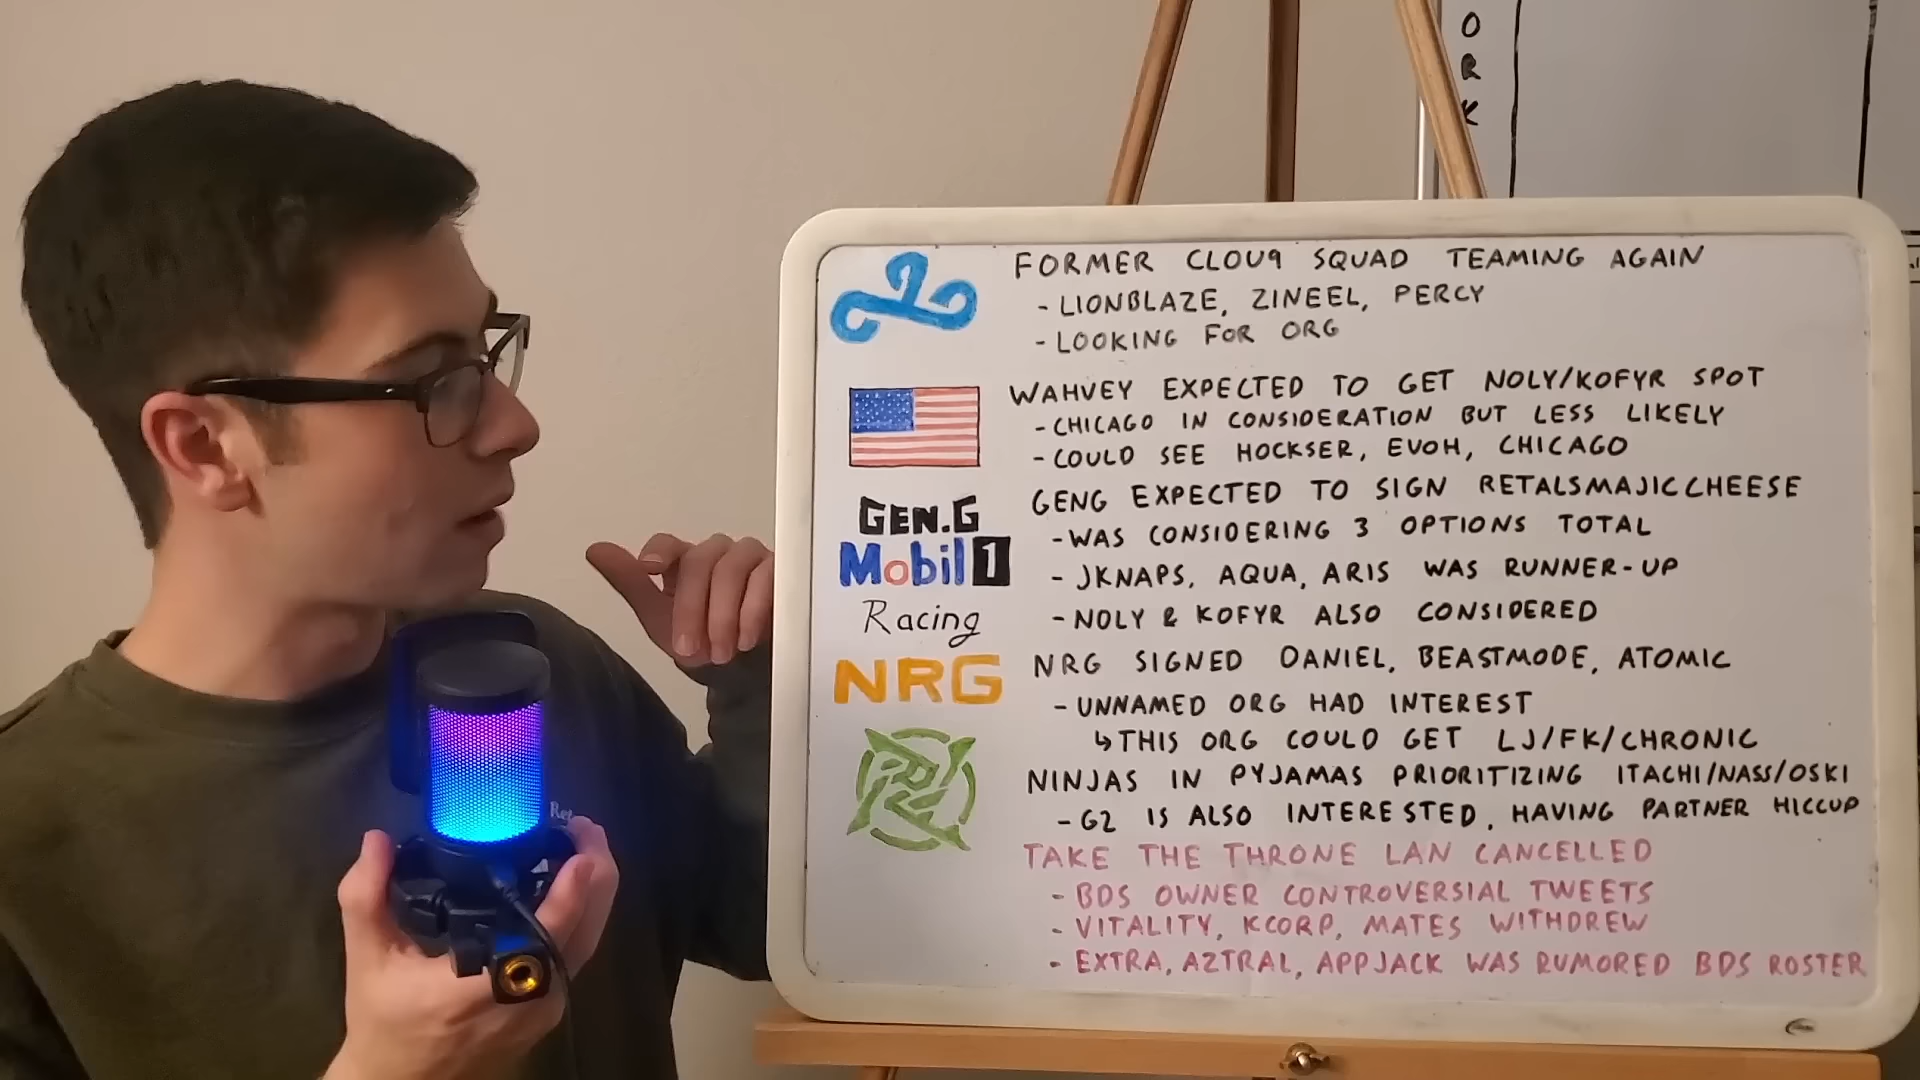 O
R
K
FORMER CLOU9 SQUAD TEAMING AGAIN
- LIONBLAZE, ZINEEL, PERCY
- LOOKING FOR ORG
WAHVEY EXPECTED TO GET NOLY/KOFYR SPOT
- CHICAGO IN CONSIDERATION BUT LESS LIKELY
- COULD SEE HOCKSER, EVOH, CHICAGO
GEN.G
Mobil 1
Racing
GENG EXPECTED TO SIGN RETALSMAJICCHEESE
- WAS CONSIDERING 3 OPTIONS TOTAL
- JKNAPS, AQUA, ARIS WAS RUNNER-UP
- NOLY & KOFYR ALSO CONSIDERED
NRG
NRG SIGNED DANIEL, BEASTMODE, ATOMIC
- UNNAMED ORG HAD INTEREST
↳ THIS ORG COULD GET LJ/FK/CHRONIC
NINJAS IN PYJAMAS PRIORITIZING ITACHI/NASS/OSKI
- G2 IS ALSO INTERESTED, HAVING PARTNER HICCUP
TAKE THE THRONE LAN CANCELLED
- BDS OWNER CONTROVERSIAL TWEETS
- VITALITY, KCORP, MATES WITHDREW
- EXTRA, AZTRAL, APPJACK WAS RUMORED BDS ROSTER